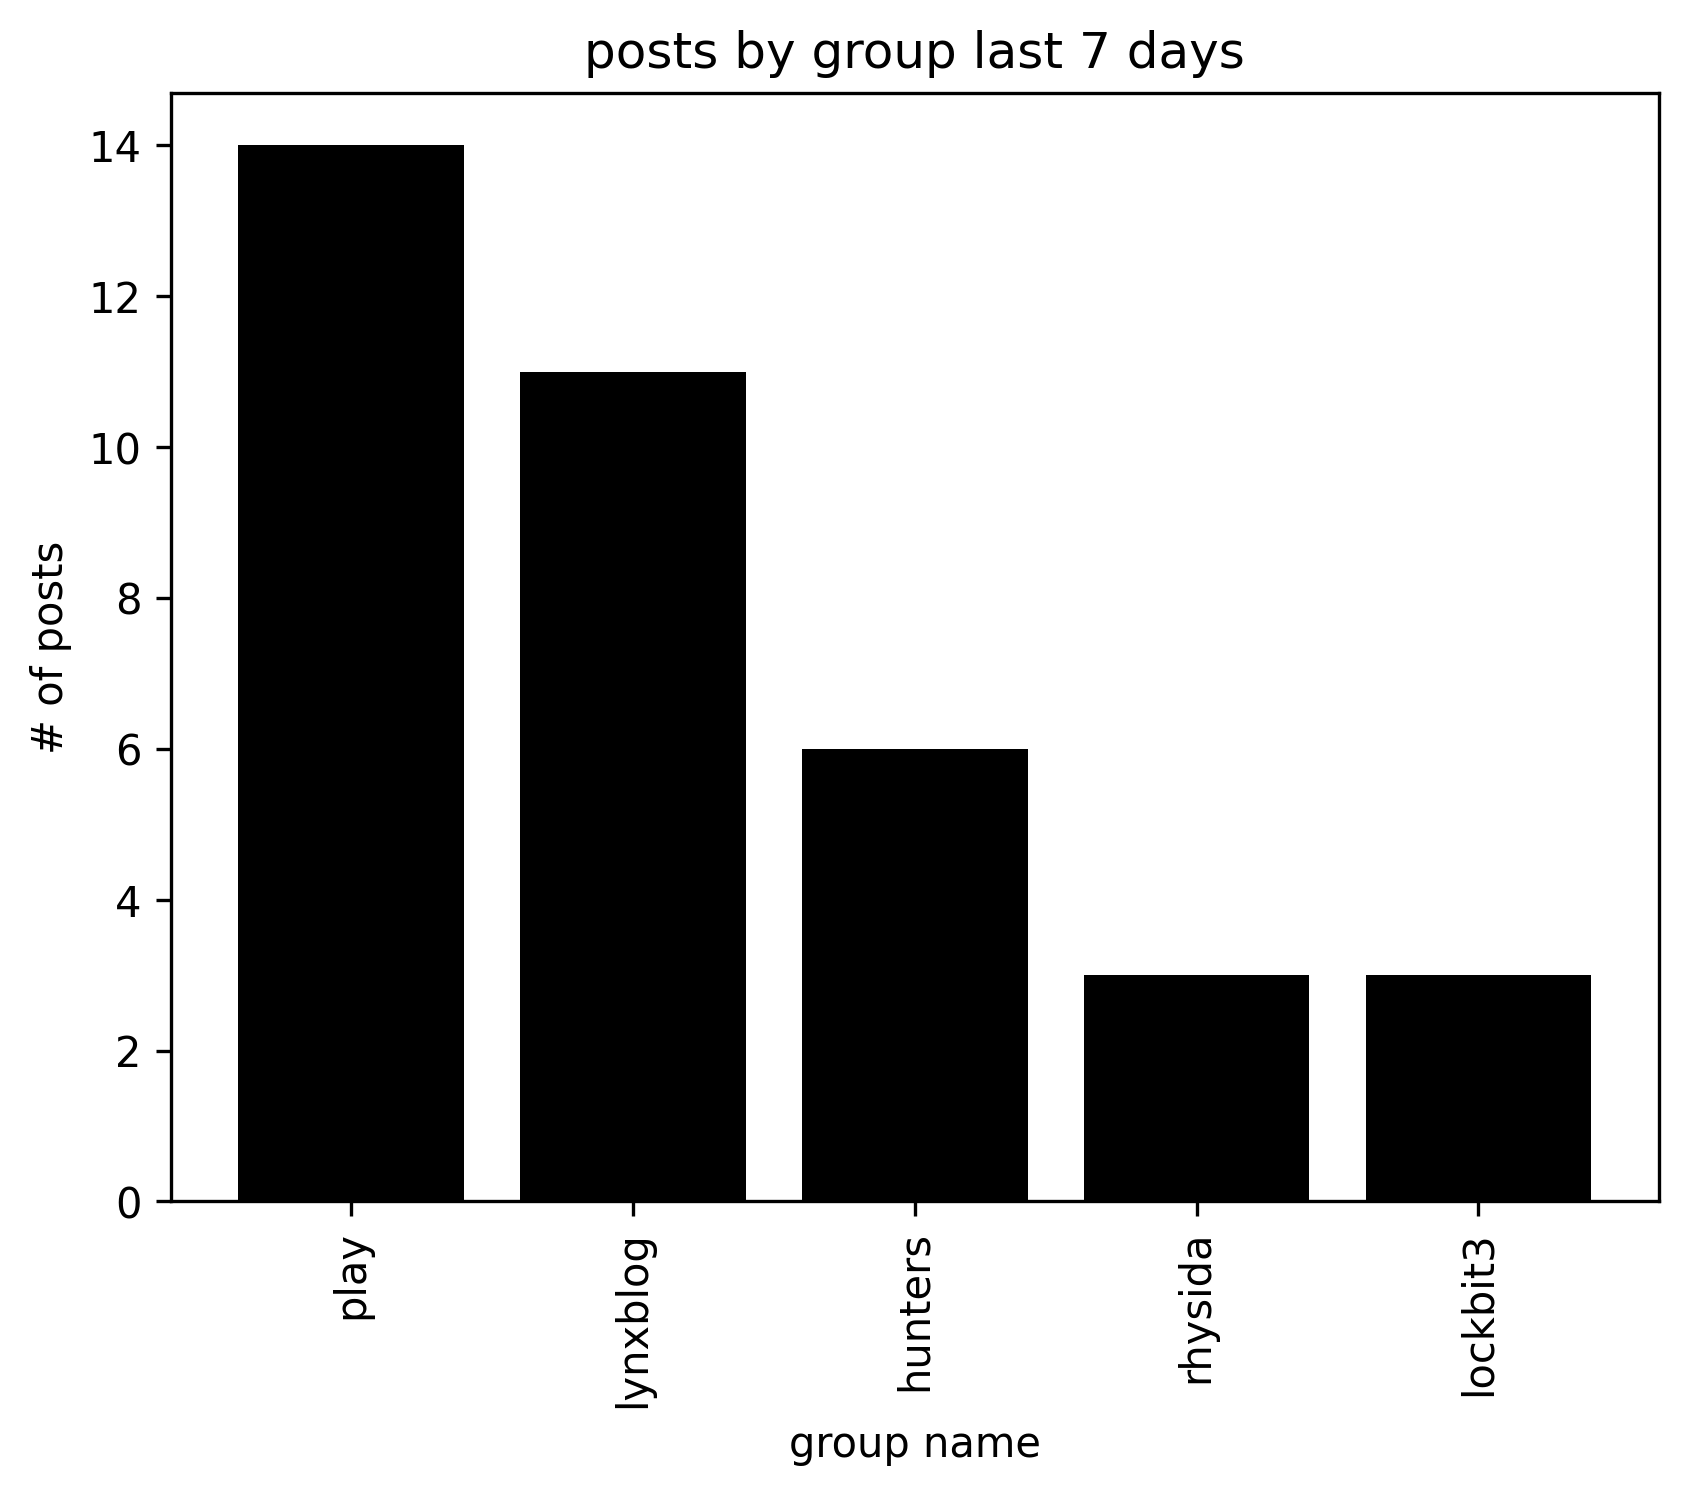 posts by group last 7 days
14
12
10
8
6
4
2
0
# of posts
play
lynxblog
hunters
rhysida
lockbit3
group name